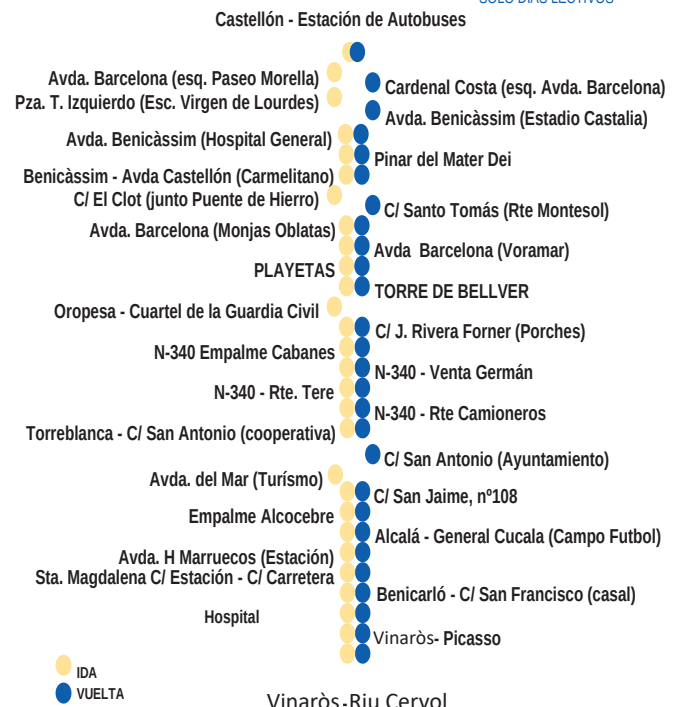 SOLO DÍAS LECTIVOS
Castellón - Estación de Autobuses
Avda. Barcelona (esq. Paseo Morella)
Cardenal Costa (esq. Avda. Barcelona)
Pza. T. Izquierdo (Esc. Virgen de Lourdes)
Avda. Benicàssim (Estadio Castalia)
Avda. Benicàssim (Hospital General)
Pinar del Mater Dei
Benicàssim - Avda Castellón (Carmelitano)
C/ El Clot (junto Puente de Hierro)
C/ Santo Tomás (Rte Montesol)
Avda. Barcelona (Monjas Oblatas)
Avda Barcelona (Voramar)
PLAYETAS
TORRE DE BELLVER
Oropesa - Cuartel de la Guardia Civil
C/ J. Rivera Forner (Porches)
N-340 Empalme Cabanes
N-340 - Venta Germán
N-340 - Rte. Tere
N-340 - Rte Camioneros
Torreblanca - C/ San Antonio (cooperativa)
C/ San Antonio (Ayuntamiento)
Avda. del Mar (Turísmo)
C/ San Jaime, nº108
Empalme Alcocebre
Alcalá - General Cucala (Campo Futbol)
Avda. H Marruecos (Estación)
Sta. Magdalena C/ Estación - C/ Carretera
Benicarló - C/ San Francisco (casal)
Hospital
Vinaròs- Picasso
IDA
VUELTA
Vinaròs-Riu Cervol